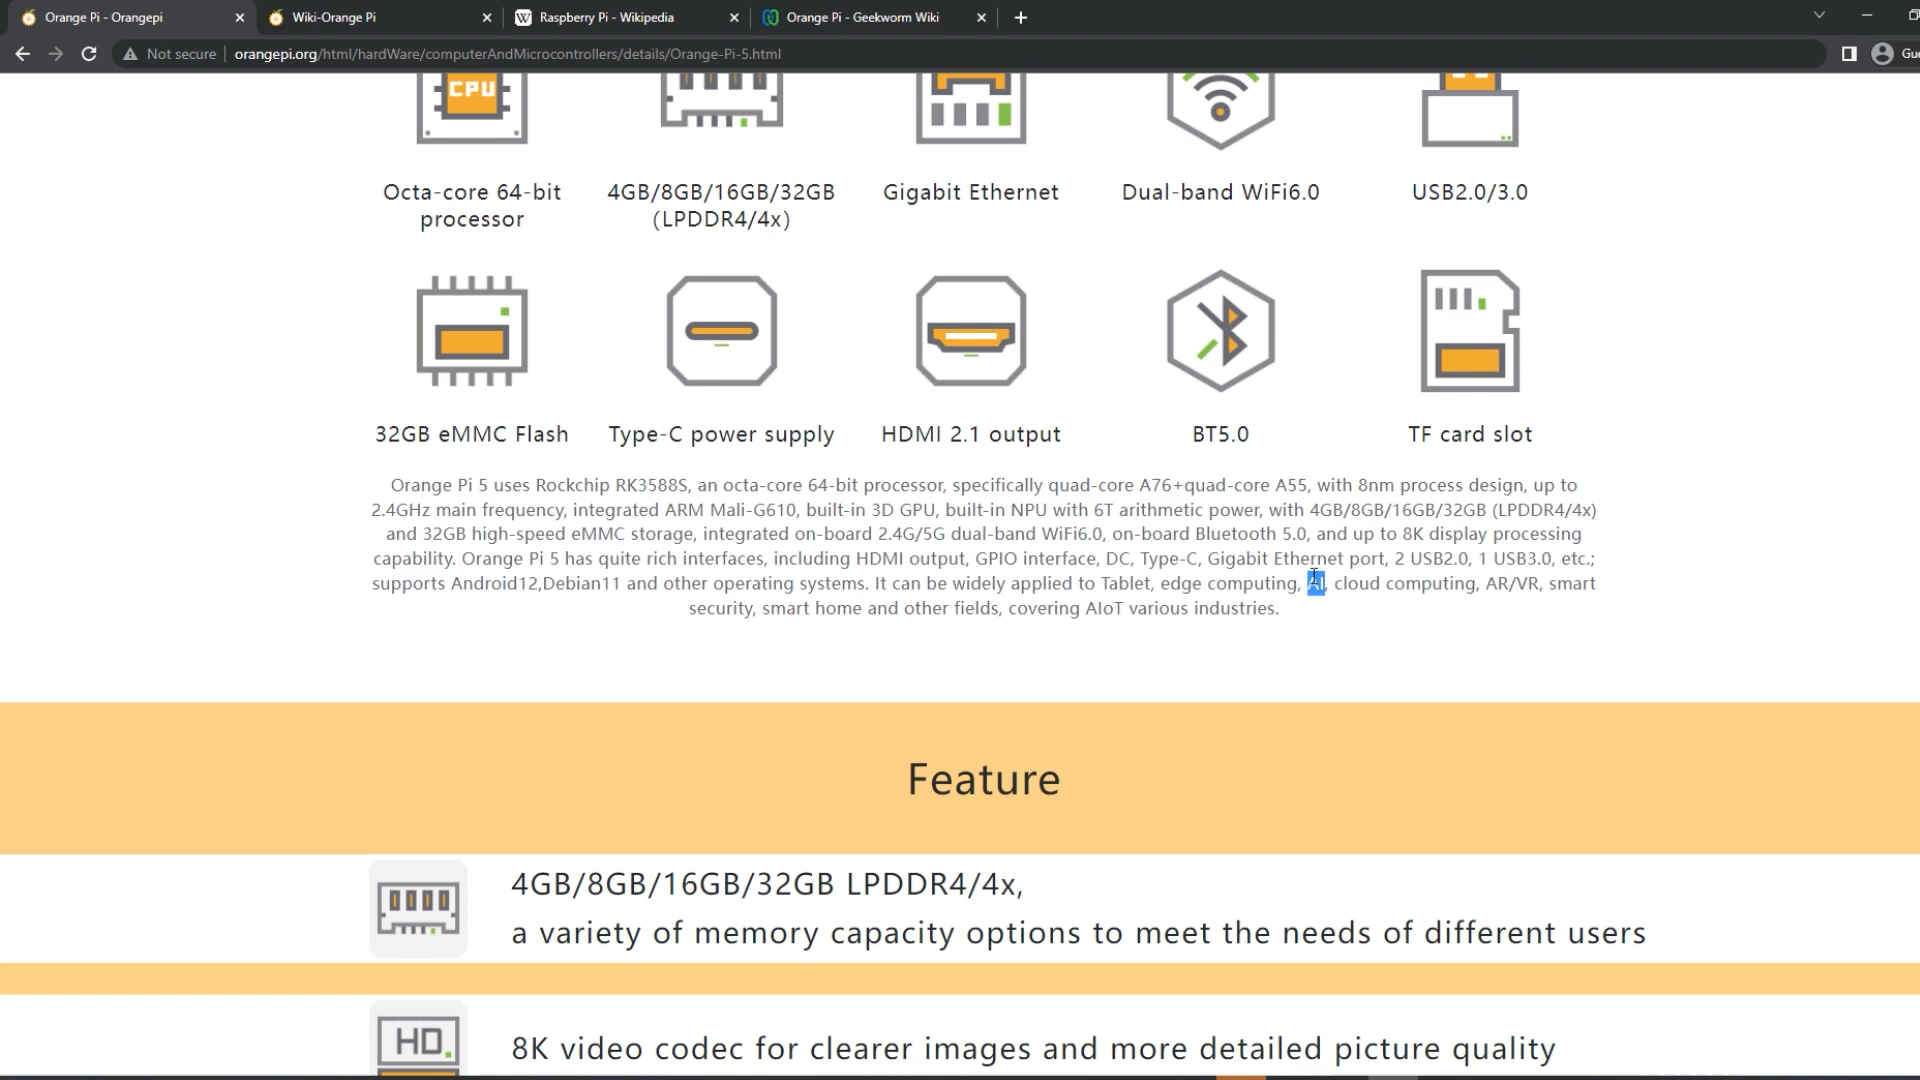 Orange Pi - Orangepi
Wiki-Orange Pi
W Raspberry Pi - Wikipedia
Orange Pi - Geekworm Wiki
Not secure
orangepi.org/html/hardWare/computerAndMicrocontrollers/details/Orange-Pi-5.html
CPU
Octa-core 64-bit
processor
4GB/8GB/16GB/32GB
(LPDDR4/4x)
Gigabit Ethernet
Dual-band WiFi6.0
USB2.0/3.0
32GB eMMC Flash
Type-C power supply
HDMI 2.1 output
BT5.0
TF card slot
Orange Pi 5 uses Rockchip RK3588S, an octa-core 64-bit processor, specifically quad-core A76+quad-core A55, with 8nm process design, up to
2.4GHz main frequency, integrated ARM Mali-G610, built-in 3D GPU, built-in NPU with 6T arithmetic power, with 4GB/8GB/16GB/32GB (LPDDR4/4x)
and 32GB high-speed eMMC storage, integrated on-board 2.4G/5G dual-band WiFi6.0, on-board Bluetooth 5.0, and up to 8K display processing
capability. Orange Pi 5 has quite rich interfaces, including HDMI output, GPIO interface, DC, Type-C, Gigabit Ethernet port, 2 USB2.0, 1 USB3.0, etc.;
supports Android12,Debian11 and other operating systems. It can be widely applied to Tablet, edge computing, AI, cloud computing, AR/VR, smart
security, smart home and other fields, covering AIoT various industries.
Feature
4GB/8GB/16GB/32GB LPDDR4/4x,
a variety of memory capacity options to meet the needs of different users
HD.
8K video codec for clearer images and more detailed picture quality